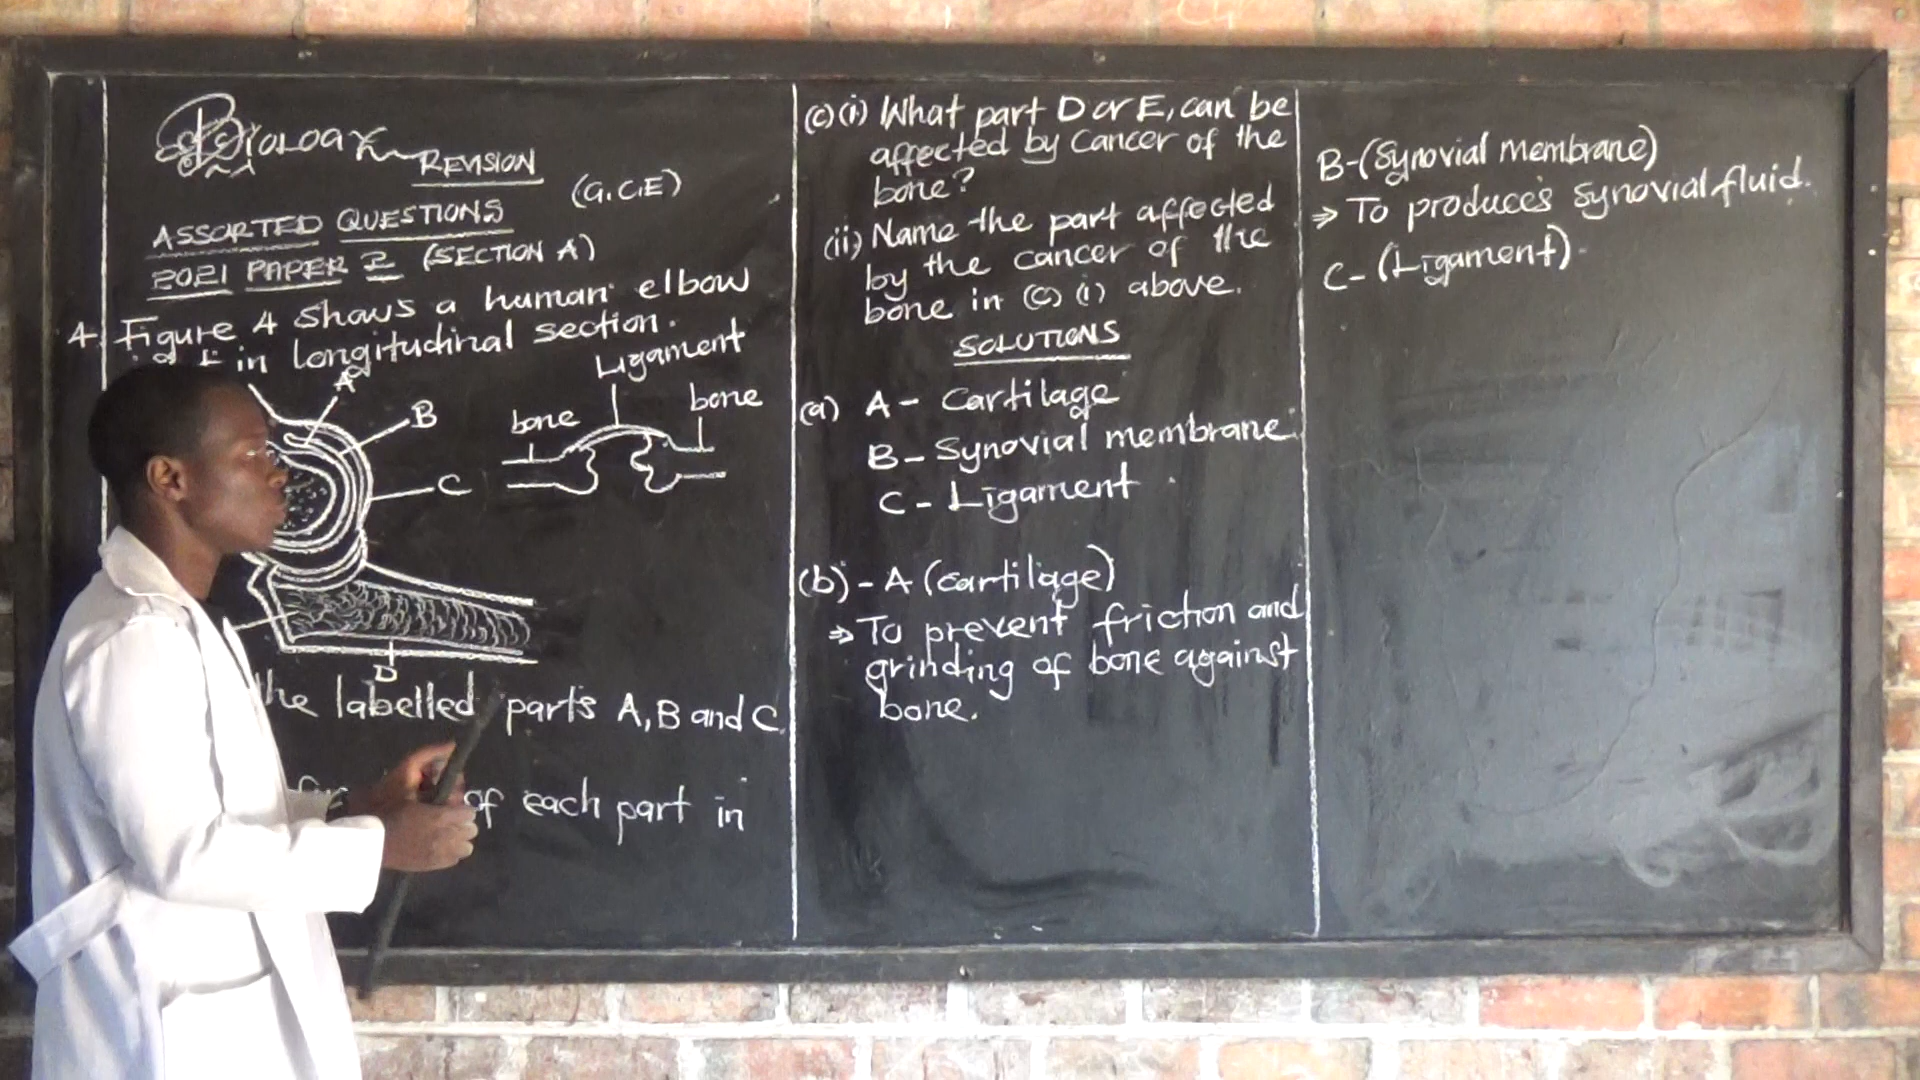 Biology
REVISION
(G.C.E)
ASSORTED QUESTIONS
2021 PAPER 2 (SECTION A)
4. Figure 4 shows a human elbow
in longitudinal section.
A
B
C
D
Ligament
bone
bone
the labelled parts A, B and C
of each part in
(c) (i) What part D or E, can be
affected by cancer of the
bone?
(ii) Name the part affected
by the cancer of the
bone in (c) (i) above.
SOLUTIONS
(a) A - Cartilage
B - Synovial membrane
C - Ligament
(b) - A (cartilage)
⇒ To prevent friction and
grinding of bone against
bone.
B - (Synovial membrane)
⇒ To produces synovial fluid.
C - (Ligament)